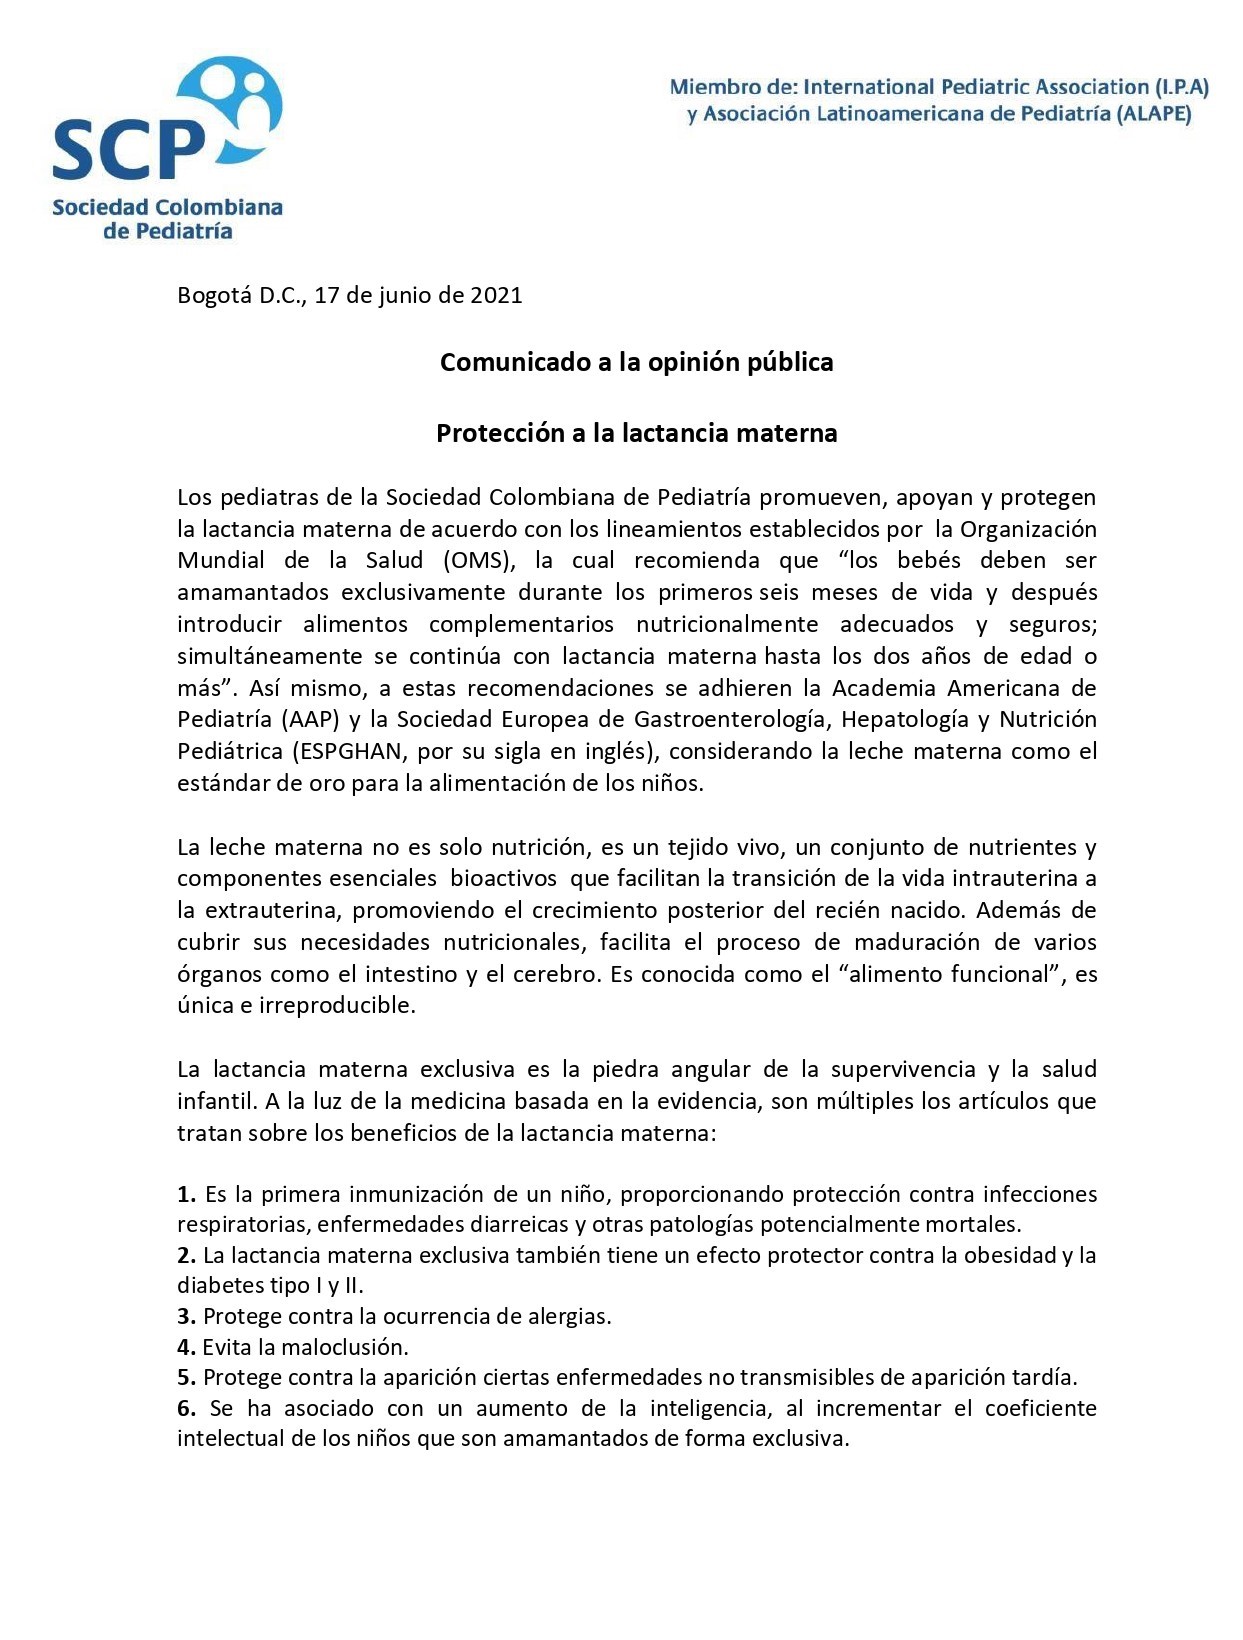 SCP
Sociedad Colombiana
de Pediatría
Miembro de: International Pediatric Association (I.P.A)
y Asociación Latinoamericana de Pediatría (ALAPE)
Bogotá D.C., 17 de junio de 2021
Comunicado a la opinión pública
Protección a la lactancia materna
Los pediatras de la Sociedad Colombiana de Pediatría promueven, apoyan y protegen
la lactancia materna de acuerdo con los lineamientos establecidos por la Organización
Mundial de la Salud (OMS), la cual recomienda que “los bebés deben ser
amamantados exclusivamente durante los primeros seis meses de vida y después
introducir alimentos complementarios nutricionalmente adecuados y seguros;
simultáneamente se continúa con lactancia materna hasta los dos años de edad o
más”. Así mismo, a estas recomendaciones se adhieren la Academia Americana de
Pediatría (AAP) y la Sociedad Europea de Gastroenterología, Hepatología y Nutrición
Pediátrica (ESPGHAN, por su sigla en inglés), considerando la leche materna como el
estándar de oro para la alimentación de los niños.
La leche materna no es solo nutrición, es un tejido vivo, un conjunto de nutrientes y
componentes esenciales bioactivos que facilitan la transición de la vida intrauterina a
la extrauterina, promoviendo el crecimiento posterior del recién nacido. Además de
cubrir sus necesidades nutricionales, facilita el proceso de maduración de varios
órganos como el intestino y el cerebro. Es conocida como el “alimento funcional”, es
única e irreproducible.
La lactancia materna exclusiva es la piedra angular de la supervivencia y la salud
infantil. A la luz de la medicina basada en la evidencia, son múltiples los artículos que
tratan sobre los beneficios de la lactancia materna:
1. Es la primera inmunización de un niño, proporcionando protección contra infecciones
respiratorias, enfermedades diarreicas y otras patologías potencialmente mortales.
2. La lactancia materna exclusiva también tiene un efecto protector contra la obesidad y la
diabetes tipo I y II.
3. Protege contra la ocurrencia de alergias.
4. Evita la maloclusión.
5. Protege contra la aparición ciertas enfermedades no transmisibles de aparición tardía.
6. Se ha asociado con un aumento de la inteligencia, al incrementar el coeficiente
intelectual de los niños que son amamantados de forma exclusiva.